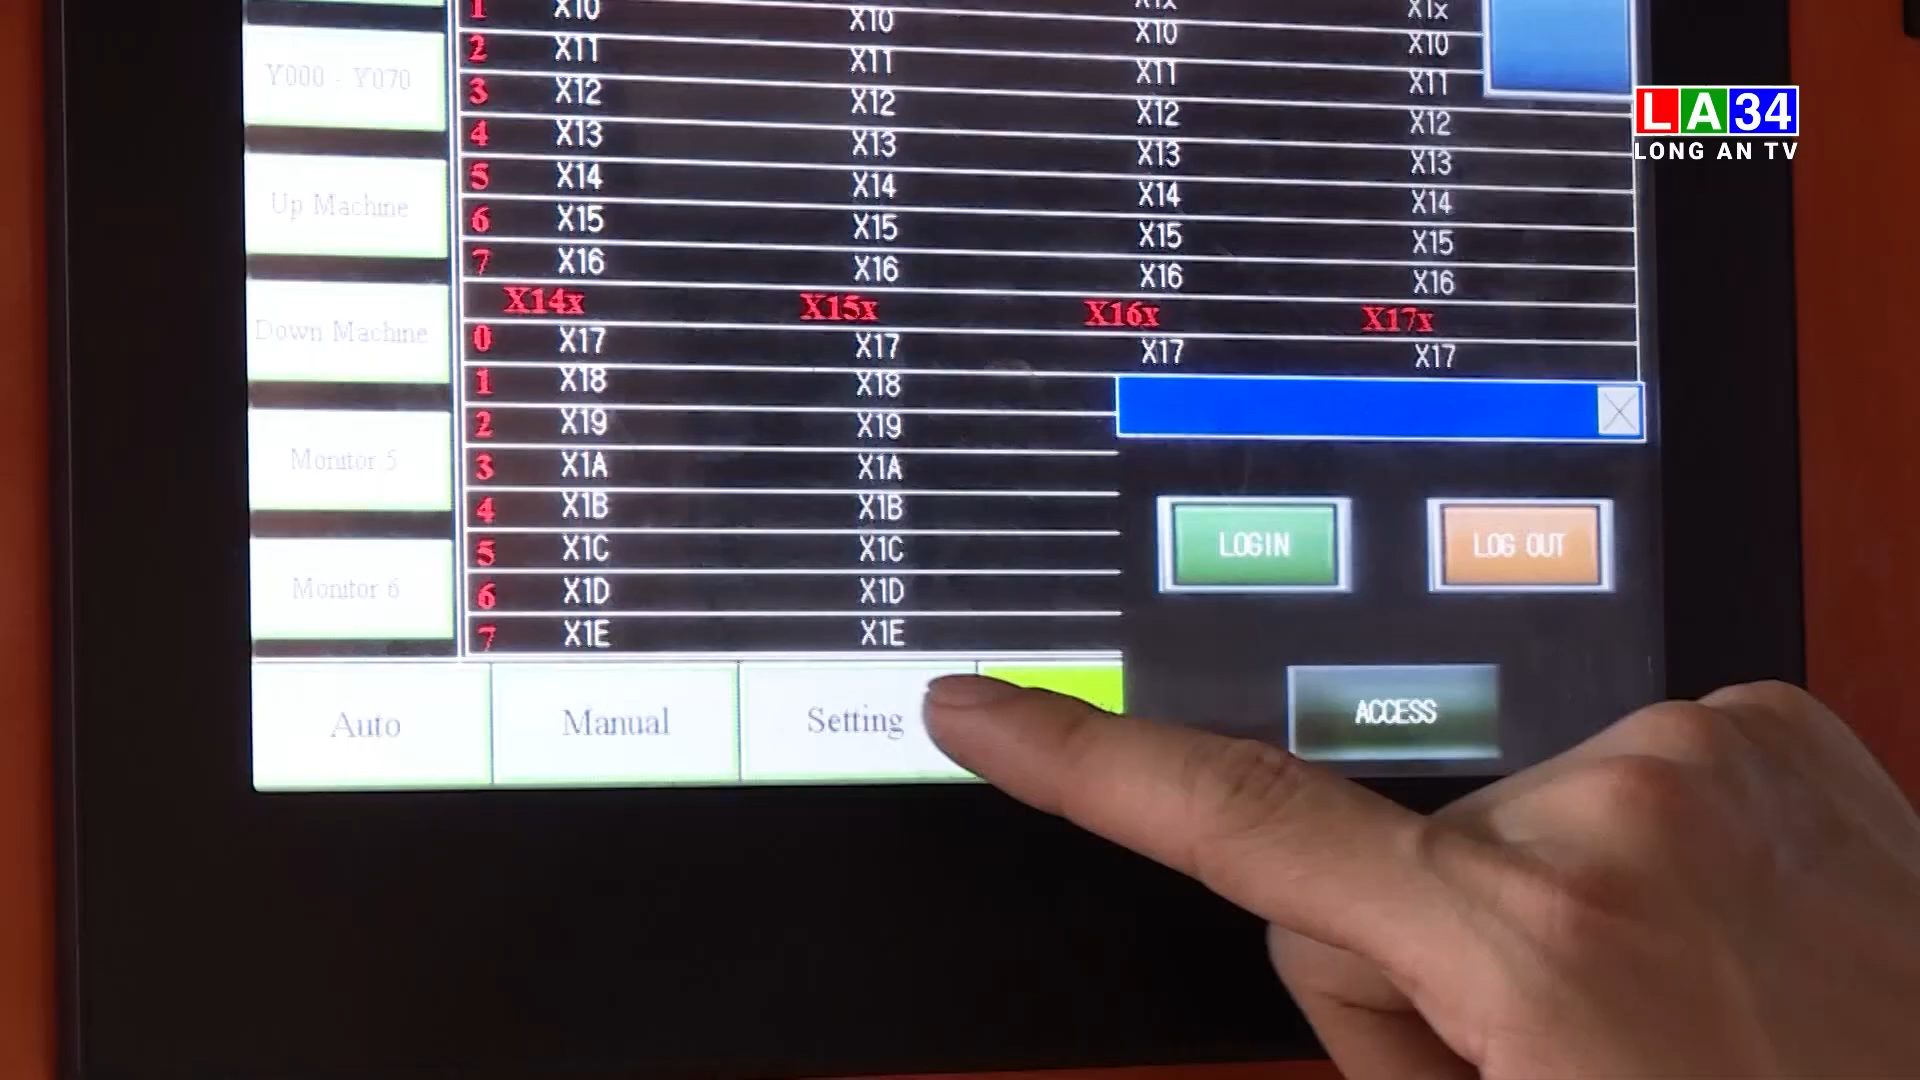 1 X10 X10 X1x X1x
2 X11 X11 X10 X10
3 X12 X12 X11 X11
4 X13 X13 X12 X12
5 X14 X14 X13 X13
6 X15 X15 X14 X14
7 X16 X16 X15 X15
X16 X16
X14x X15x X16x X17x
0 X17 X17 X17 X17
1 X18 X18
2 X19 X19
3 X1A X1A
4 X1B X1B
5 X1C X1C
6 X1D X1D
7 X1E X1E
Y000 - Y070
Up Machine
Down Machine
Monitor 5
Monitor 6
Auto Manual Setting
LOGIN LOG OUT
ACCESS
LA34
LONG AN TV